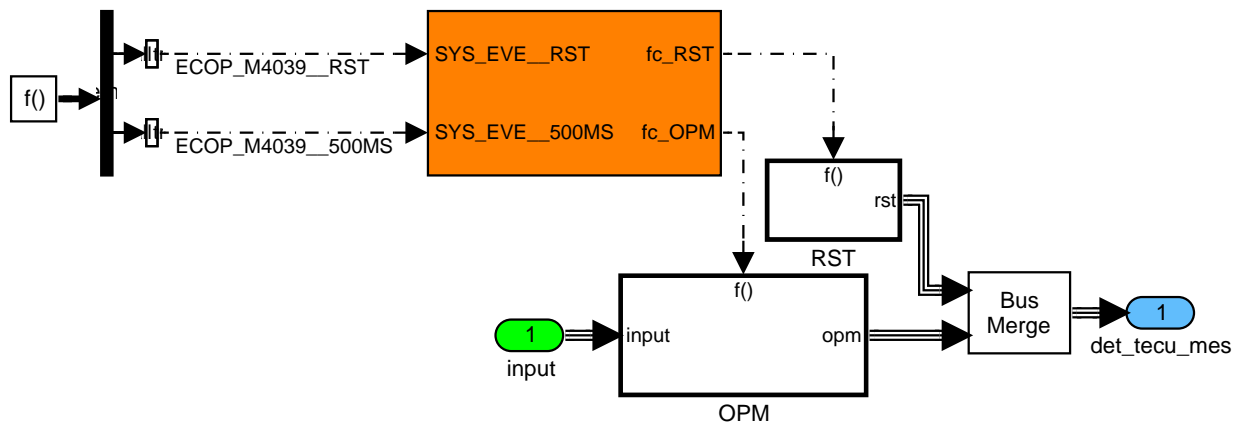 f()
ECOP_M4039__RST
ECOP_M4039__500MS
SYS_EVE__RST
fc_RST
SYS_EVE__500MS
fc_OPM
f()
rst
RST
f()
input
opm
OPM
1
input
Bus
Merge
1
det_tecu_mes